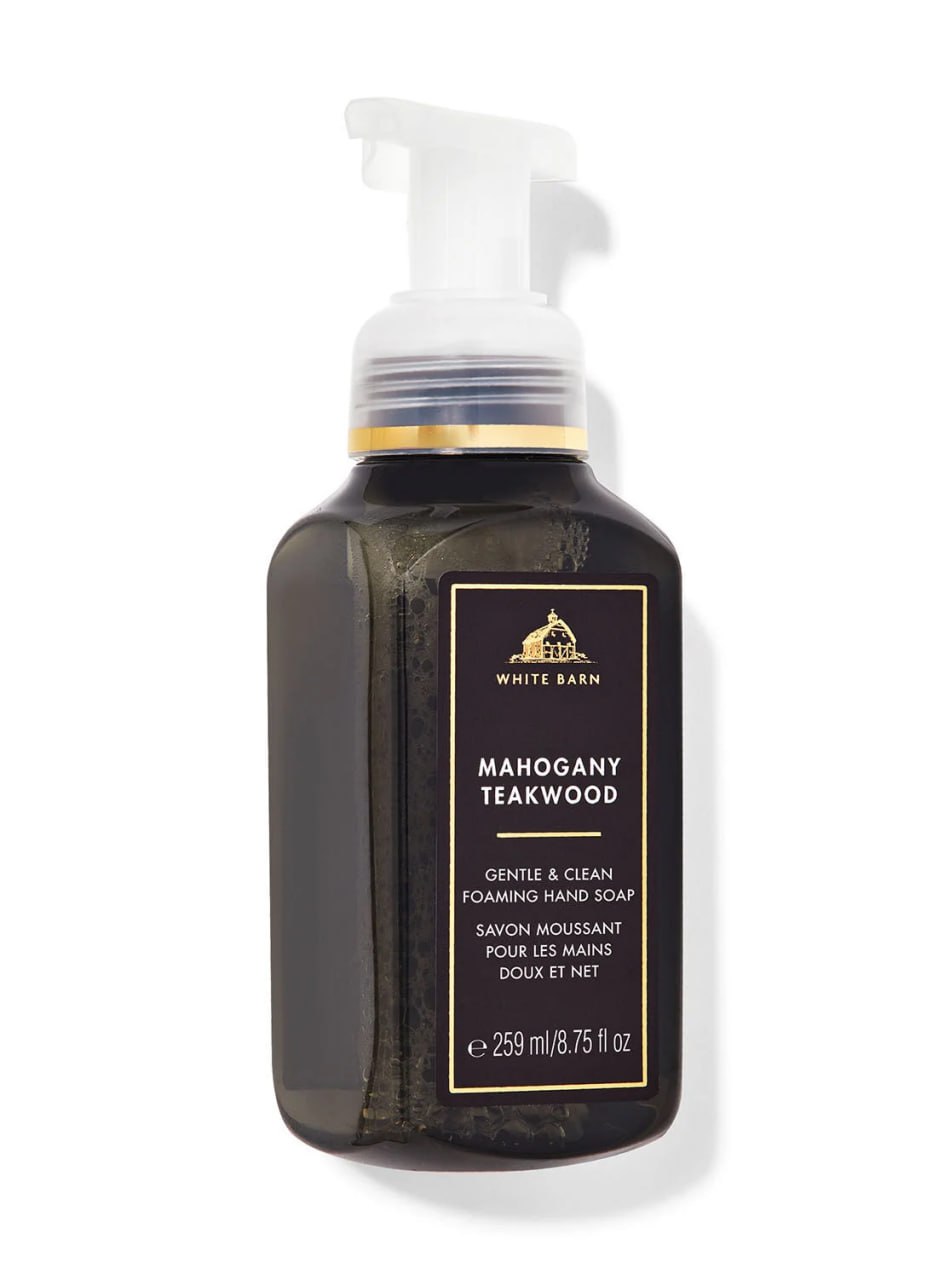 WHITE BARN
MAHOGANY
TEAKWOOD
GENTLE & CLEAN
FOAMING HAND SOAP
SAVON MOUSSANT
POUR LES MAINS
DOUX ET NET
℮ 259 ml/8.75 fl oz